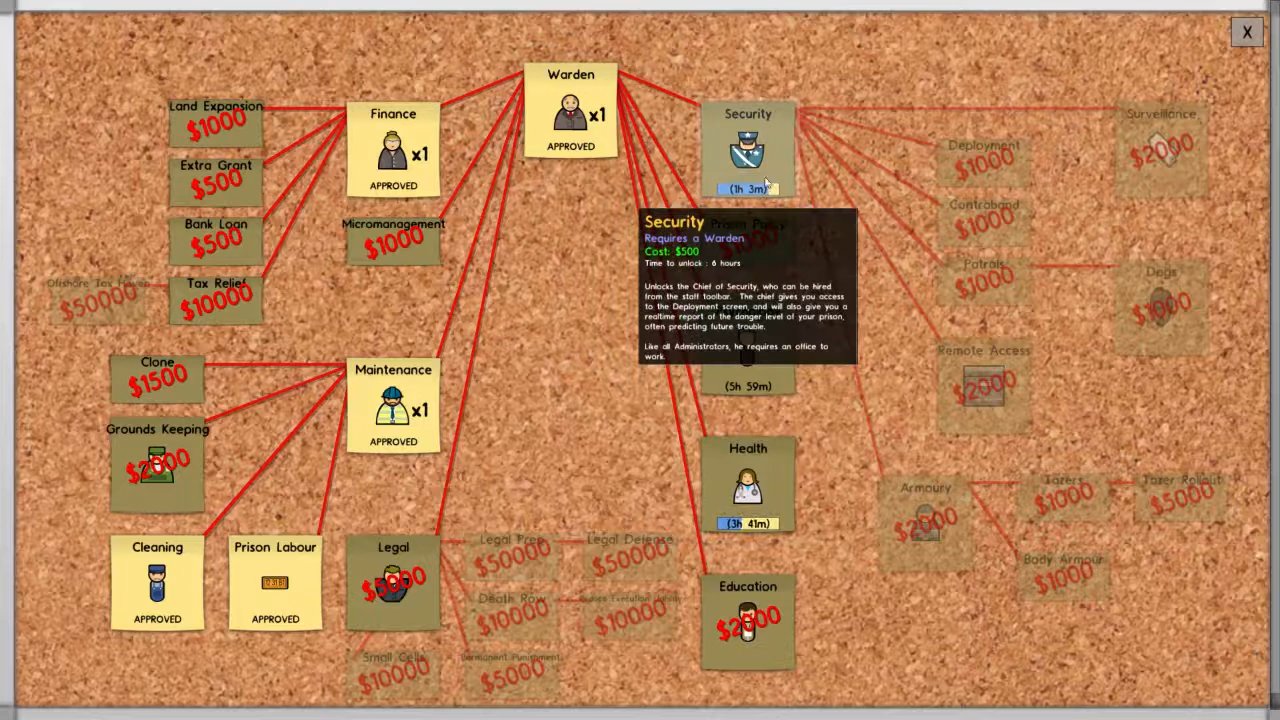 X
Warden
x1
APPROVED
Land Expansion
$1000
Extra Grant
$500
Bank Loan
$500
Offshore Tax Haven
$50000
Tax Relief
$10000
Finance
x1
APPROVED
Micromanagement
$1000
Clone
$1500
Grounds Keeping
$2000
Maintenance
x1
APPROVED
Cleaning
APPROVED
Prison Labour
APPROVED
Legal
$5000
Legal Prep
$50000
Legal Defense
$50000
Death Row
$10000
$10000
Small Cells
$10000
Permanent Punishment
$5000
Security
(1h 3m)
Prison Policy
Security
Requires a Warden
Cost: $500
Time to unlock : 6 hours
Unlocks the Chief of Security, who can be hired
from the staff toolbar. The chief gives you access
to the Deployment screen, and will also give you a
realtime report of the danger level of your prison,
often predicting future trouble.
Like all Administrators, he requires an office to
work.
(5h 59m)
Health
(3h 41m)
Education
$2000
Surveillance
$2000
Deployment
$1000
Contraband
$1000
Patrols
$1000
Dogs
$1000
Remote Access
$2000
Armoury
$2000
Tazers
$1000
Tazer Rollout
$5000
Body Armour
$1000